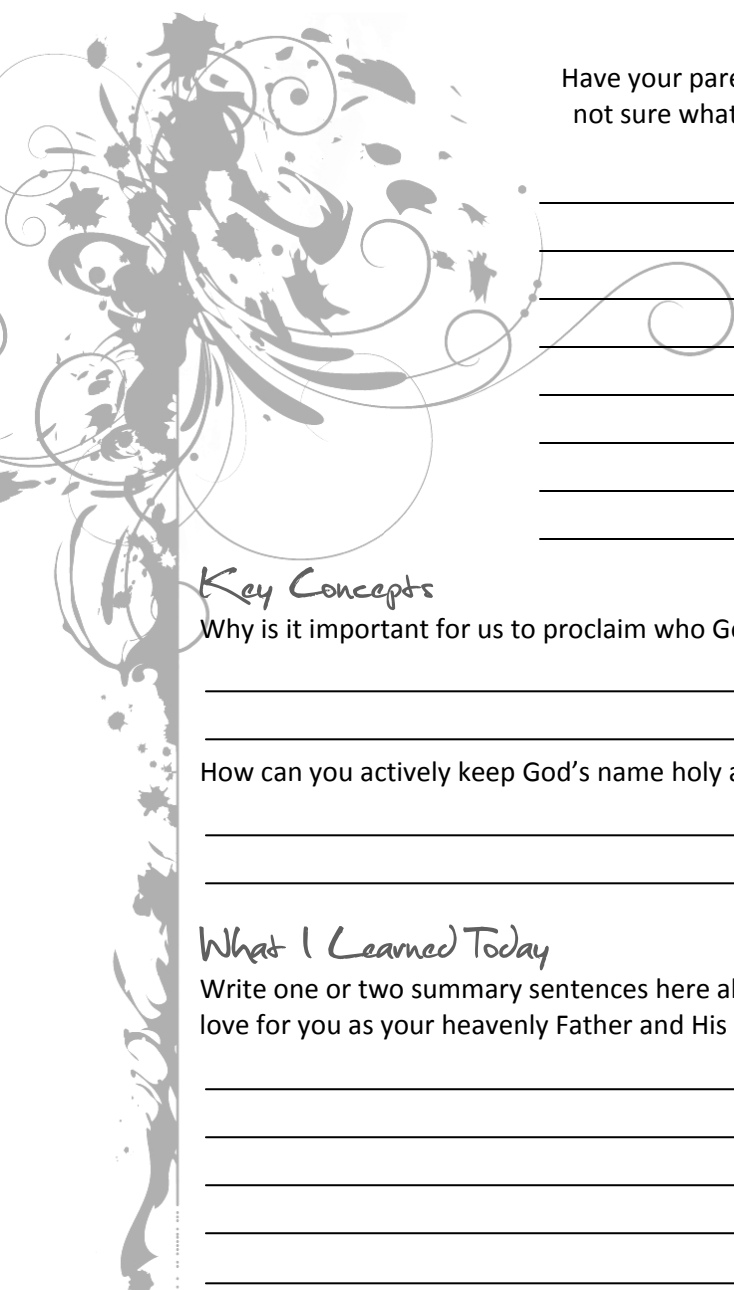 Have your pare
not sure what
Key Concepts
Why is it important for us to proclaim who G
How can you actively keep God's name holy a
What I Learned Today
Write one or two summary sentences here a
love for you as your heavenly Father and His